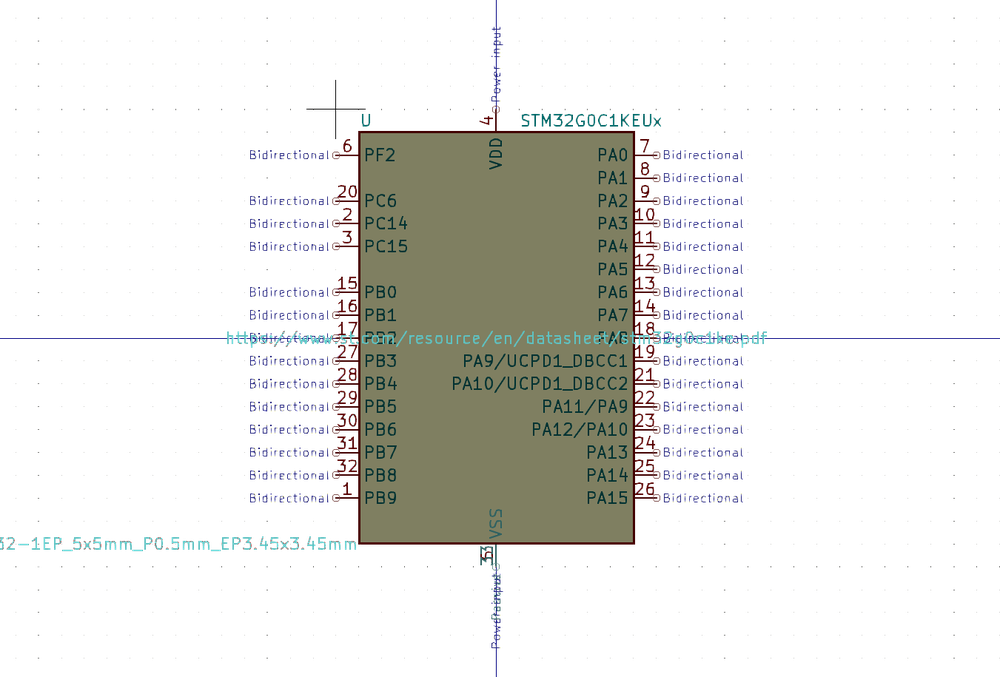 Power input
U STM32G0C1KEUx
4
VDD
Bidirectional 6 PF2 PA0 7 Bidirectional
PA1 8 Bidirectional
Bidirectional 20 PC6 PA2 9 Bidirectional
Bidirectional 2 PC14 PA3 10 Bidirectional
Bidirectional 3 PC15 PA4 11 Bidirectional
PA5 12 Bidirectional
Bidirectional 15 PB0 PA6 13 Bidirectional
Bidirectional 16 PB1 PA7 14 Bidirectional
17 18
Bidirectional 27 PB3 PA9/UCPD1_DBCC1 19 Bidirectional
Bidirectional 28 PB4 PA10/UCPD1_DBCC2 21 Bidirectional
Bidirectional 29 PB5 PA11/PA9 22 Bidirectional
Bidirectional 30 PB6 PA12/PA10 23 Bidirectional
Bidirectional 31 PB7 PA13 24 Bidirectional
Bidirectional 32 PB8 PA14 25 Bidirectional
Bidirectional 1 PB9 PA15 26 Bidirectional
VSS
32-1EP_5x5mm_P0.5mm_EP3.45x3.45mm